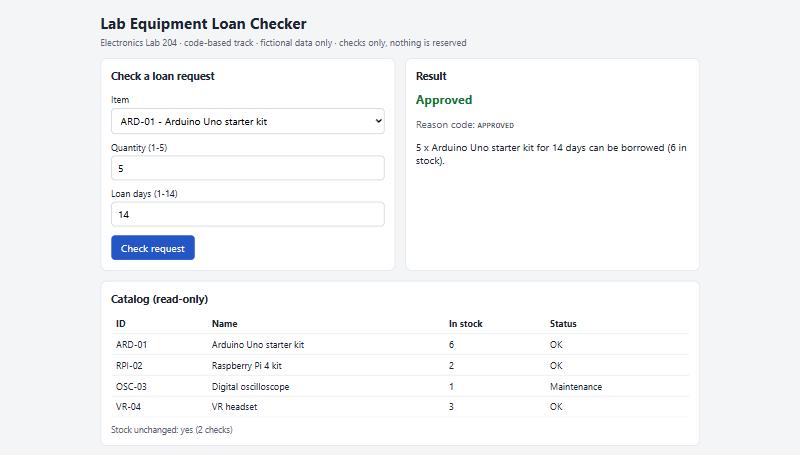 Lab Equipment Loan Checker
Electronics Lab 204 · code-based track · fictional data only · checks only, nothing is reserved
Check a loan request
Item
ARD-01 - Arduino Uno starter kit
Quantity (1-5)
5
Loan days (1-14)
14
Check request
Result
Approved
Reason code: APPROVED
5 x Arduino Uno starter kit for 14 days can be borrowed (6 in
stock).
Catalog (read-only)
ID Name In stock Status
ARD-01 Arduino Uno starter kit 6 OK
RPI-02 Raspberry Pi 4 kit 2 OK
OSC-03 Digital oscilloscope 1 Maintenance
VR-04 VR headset 3 OK
Stock unchanged: yes (2 checks)